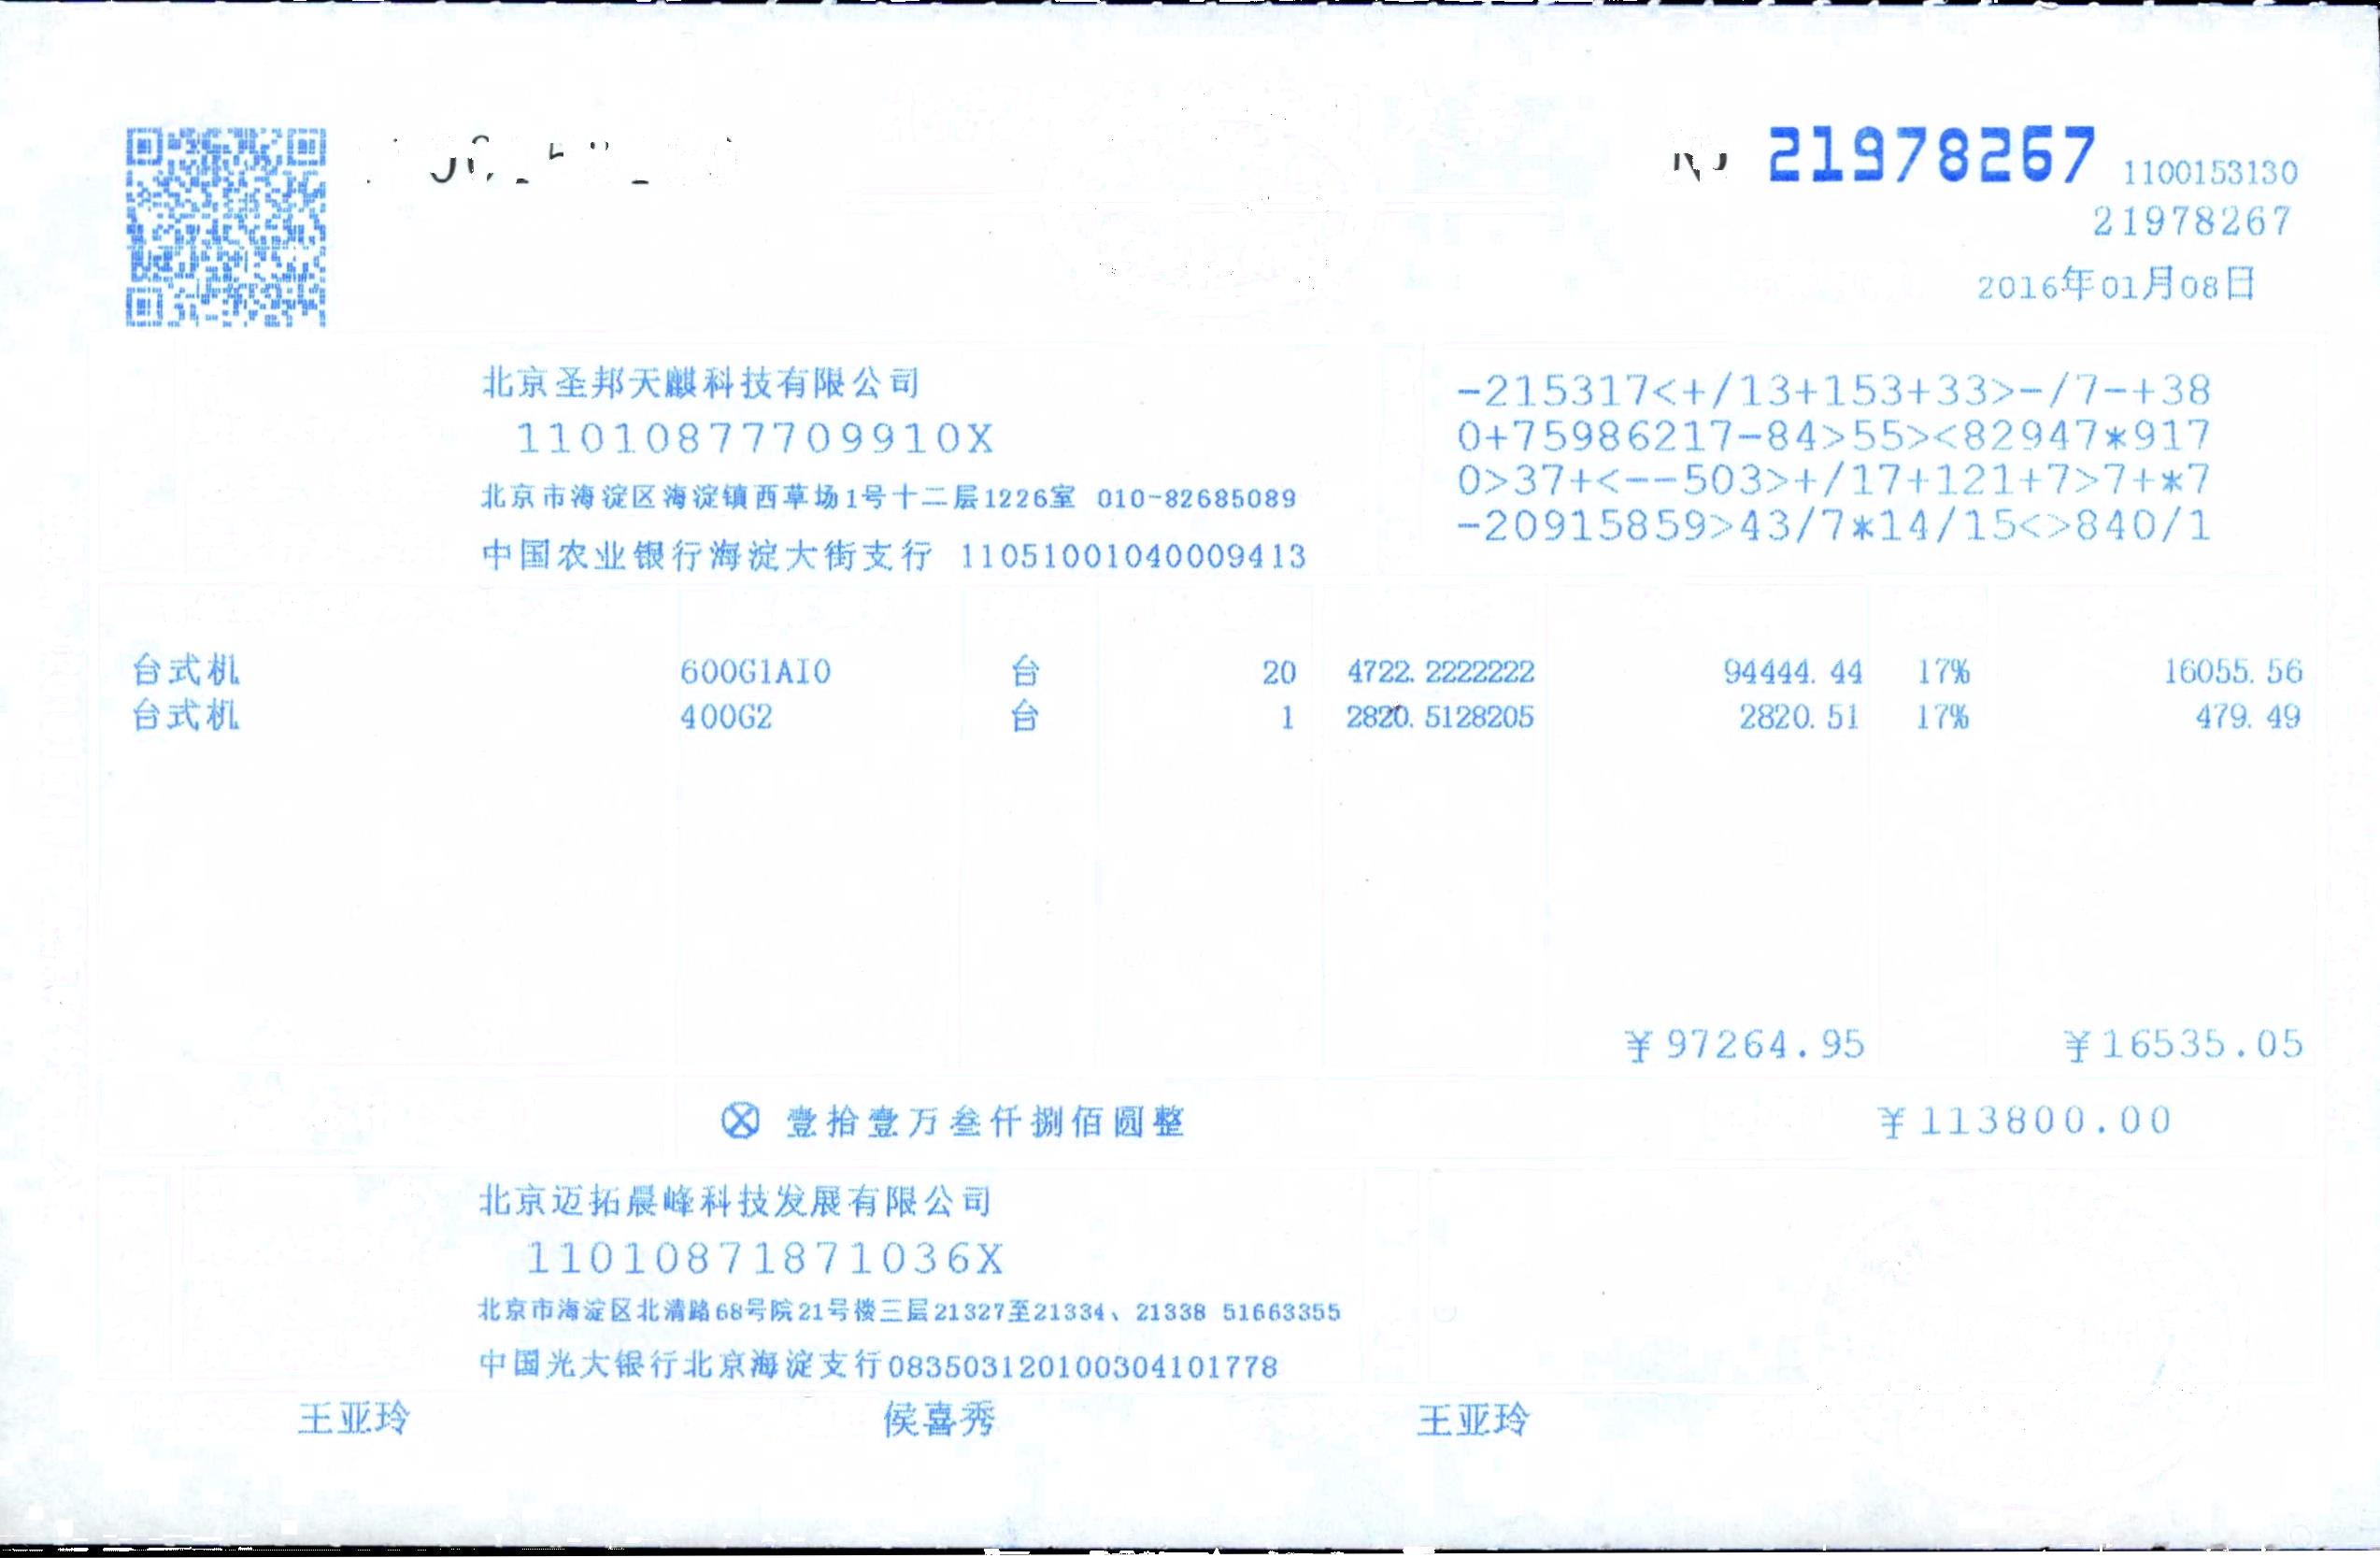 № 21978267 1100153130
21978267
2016年01月08日
北京圣邦天麒科技有限公司
11010877709910X
北京市海淀区海淀镇西草场1号十二层1226室 010-82685089
中国农业银行海淀大街支行 11051001040009413
-215317<+/13+153+33>-/7-+38
0+75986217-84>55><82947*917
0>37+<--503>+/17+121+7>7+*7
-20915859>43/7*14/15<>840/1
台式机 600G1AIO 台 20 4722.2222222 94444.44 17% 16055.56
台式机 400G2 台 1 2820.5128205 2820.51 17% 479.49
¥97264.95 ¥16535.05
ⓧ 壹拾壹万叁仟捌佰圆整 ¥113800.00
北京迈拓晨峰科技发展有限公司
11010871871036X
北京市海淀区北清路68号院21号楼三层21327至21334、21338 51663355
中国光大银行北京海淀支行083503120100304101778
王亚玲 侯喜秀 王亚玲